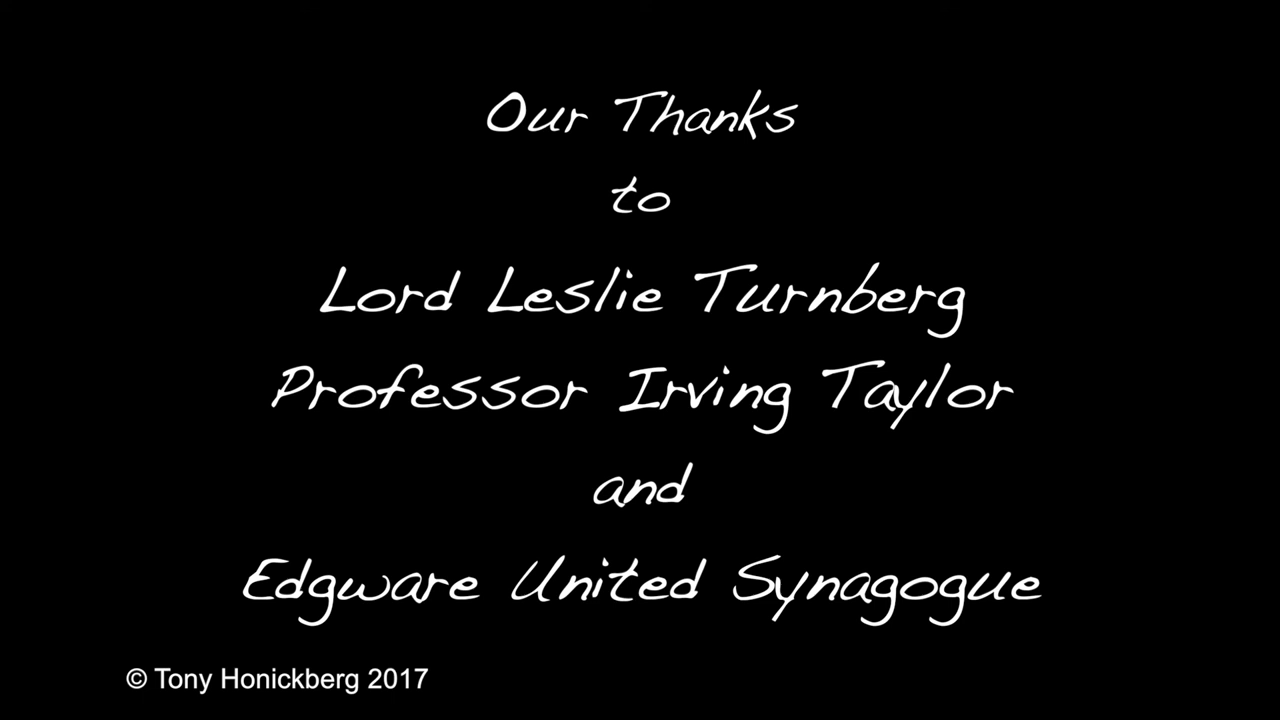 Our Thanks
to
Lord Leslie Turnberg
Professor Irving Taylor
and
Edgware United Synagogue
© Tony Honickberg 2017